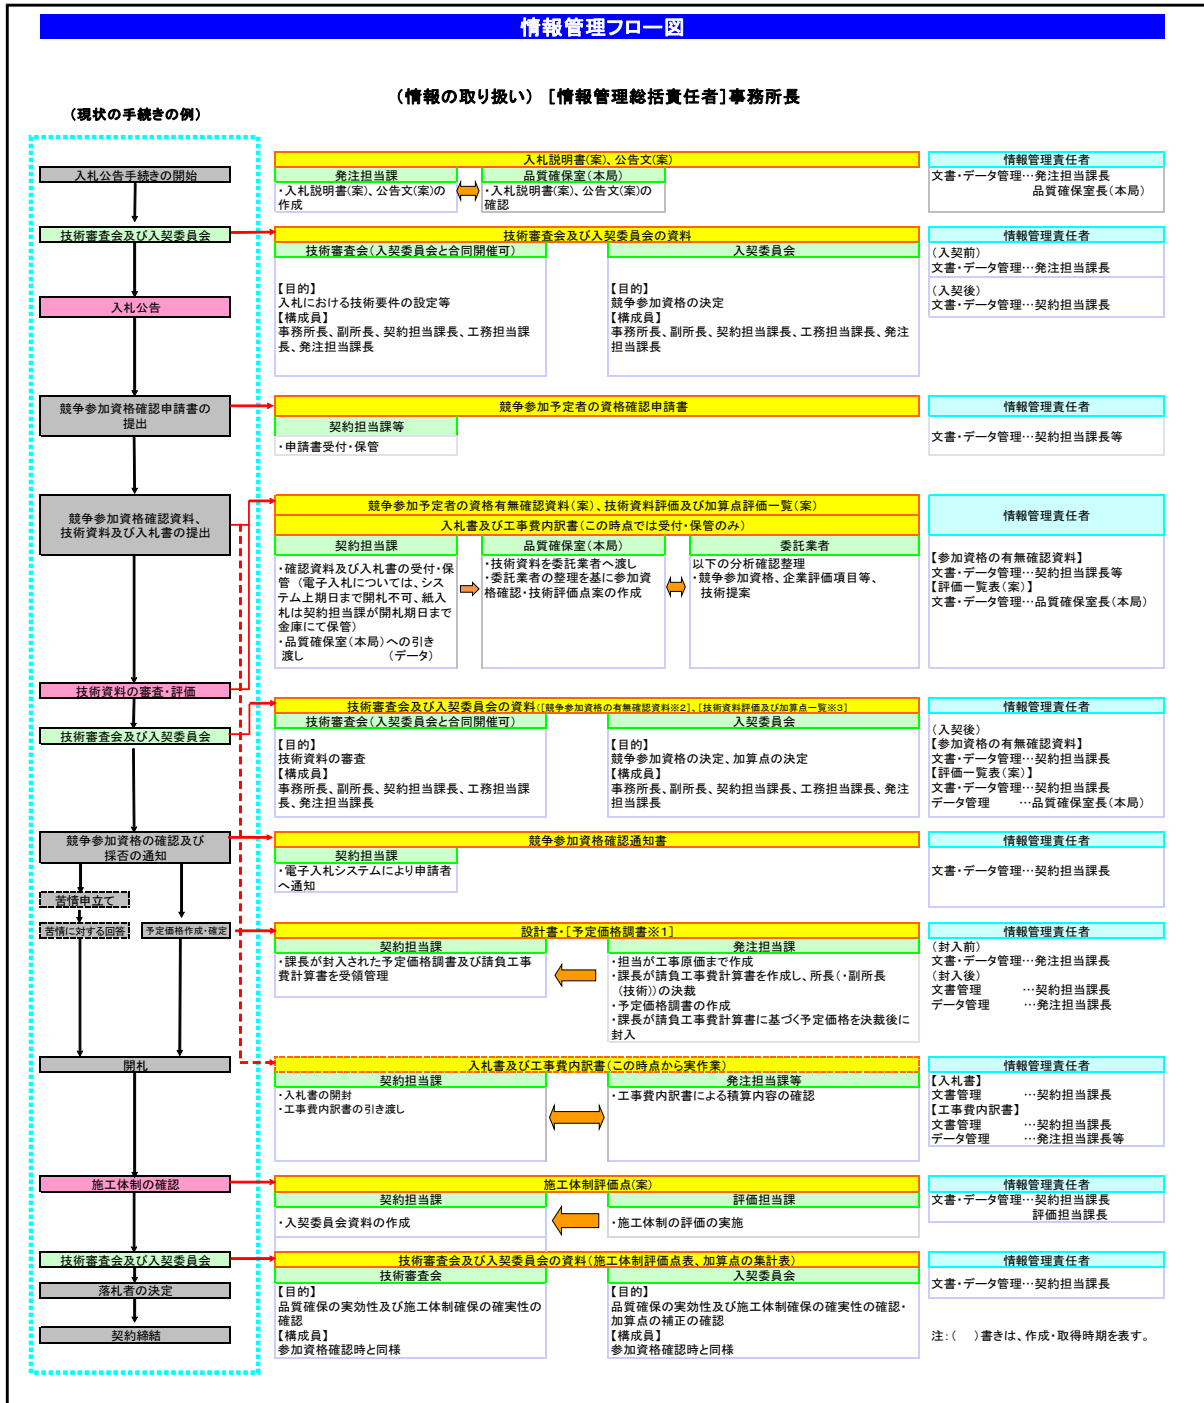 情報管理フロー図
（情報の取り扱い） ［情報管理総括責任者］事務所長
（現状の手続きの例）
入札公告手続きの開始
入札説明書(案)、公告文(案)
発注担当課
・入札説明書(案)、公告文(案)の
作成
品質確保室(本局)
・入札説明書(案)、公告文(案)の
確認
情報管理責任者
文書・データ管理…発注担当課長
品質確保室長(本局)
技術審査会及び入契委員会
技術審査会及び入契委員会の資料
技術審査会(入契委員会と合同開催可)
【目的】
入札における技術要件の設定等
【構成員】
事務所長、副所長、契約担当課長、工務担当課
長、発注担当課長
入契委員会
【目的】
競争参加資格の決定
【構成員】
事務所長、副所長、契約担当課長、工務担当課長、発注
担当課長
情報管理責任者
(入契前)
文書・データ管理…発注担当課長
(入契後)
文書・データ管理…契約担当課長
入札公告
競争参加資格確認申請書の
提出
競争参加予定者の資格確認申請書
契約担当課等
・申請書受付・保管
情報管理責任者
文書・データ管理…契約担当課長等
競争参加資格確認資料、
技術資料及び入札書の提出
競争参加予定者の資格有無確認資料(案)、技術資料評価及び加算点評価一覧(案)
入札書及び工事費内訳書(この時点では受付・保管のみ)
契約担当課
・確認資料及び入札書の受付・保
管 (電子入札については、シス
テム上期日まで開札不可、紙入
札は契約担当課が開札期日まで
金庫にて保管)
・品質確保室(本局)への引き
渡し (データ)
品質確保室(本局)
・技術資料を委託業者へ渡し
・委託業者の整理を基に参加資
格確認・技術評価点案の作成
委託業者
以下の分析確認整理
・競争参加資格、企業評価項目等、
技術提案
情報管理責任者
【参加資格の有無確認資料】
文書・データ管理…契約担当課長等
【評価一覧表(案)】
文書・データ管理…品質確保室長(本局)
技術資料の審査・評価
技術審査会及び入契委員会
技術審査会及び入契委員会の資料([競争参加資格の有無確認資料※2]、[技術資料評価及び加算点一覧※3]
技術審査会(入契委員会と合同開催可)
【目的】
技術資料の審査
【構成員】
事務所長、副所長、契約担当課長、工務担当課
長、発注担当課長
入契委員会
【目的】
競争参加資格の決定、加算点の決定
【構成員】
事務所長、副所長、契約担当課長、工務担当課長、発注
担当課長
情報管理責任者
(入契後)
【参加資格の有無確認資料】
文書・データ管理…契約担当課長
【評価一覧表(案)】
文書・データ管理…契約担当課長
データ管理 …品質確保室長(本局)
競争参加資格の確認及び
採否の通知
競争参加資格確認通知書
契約担当課
・電子入札システムにより申請者
へ通知
情報管理責任者
文書・データ管理…契約担当課長
苦情申立て
苦情に対する回答
予定価格作成・確定
設計書・[予定価格調書※1]
契約担当課
・課長が封入された予定価格調書及び請負工事
費計算書を受領管理
発注担当課
・担当が工事原価まで作成
・課長が請負工事費計算書を作成し、所長(・副所長
(技術))の決裁
・予定価格調書の作成
・課長が請負工事費計算書に基づく予定価格を決裁後に
封入
情報管理責任者
(封入前)
文書・データ管理…発注担当課長
(封入後)
文書管理 …契約担当課長
データ管理 …発注担当課長
開札
入札書及び工事費内訳書(この時点から実作業)
契約担当課
・入札書の開封
・工事費内訳書の引き渡し
発注担当課等
・工事費内訳書による積算内容の確認
情報管理責任者
【入札書】
文書管理 …契約担当課長
【工事費内訳書】
文書管理 …契約担当課長
データ管理 …発注担当課長等
施工体制の確認
施工体制評価点(案)
契約担当課
・入契委員会資料の作成
評価担当課
・施工体制の評価の実施
情報管理責任者
文書・データ管理…契約担当課長
評価担当課長
技術審査会及び入契委員会
技術審査会及び入契委員会の資料(施工体制評価点表、加算点の集計表)
技術審査会
【目的】
品質確保の実効性及び施工体制確保の確実性の
確認
【構成員】
参加資格確認時と同様
入契委員会
【目的】
品質確保の実効性及び施工体制確保の確実性の確認・
加算点の補正の確認
【構成員】
参加資格確認時と同様
情報管理責任者
文書・データ管理…契約担当課長
落札者の決定
契約締結
注:( )書きは、作成・取得時期を表す。